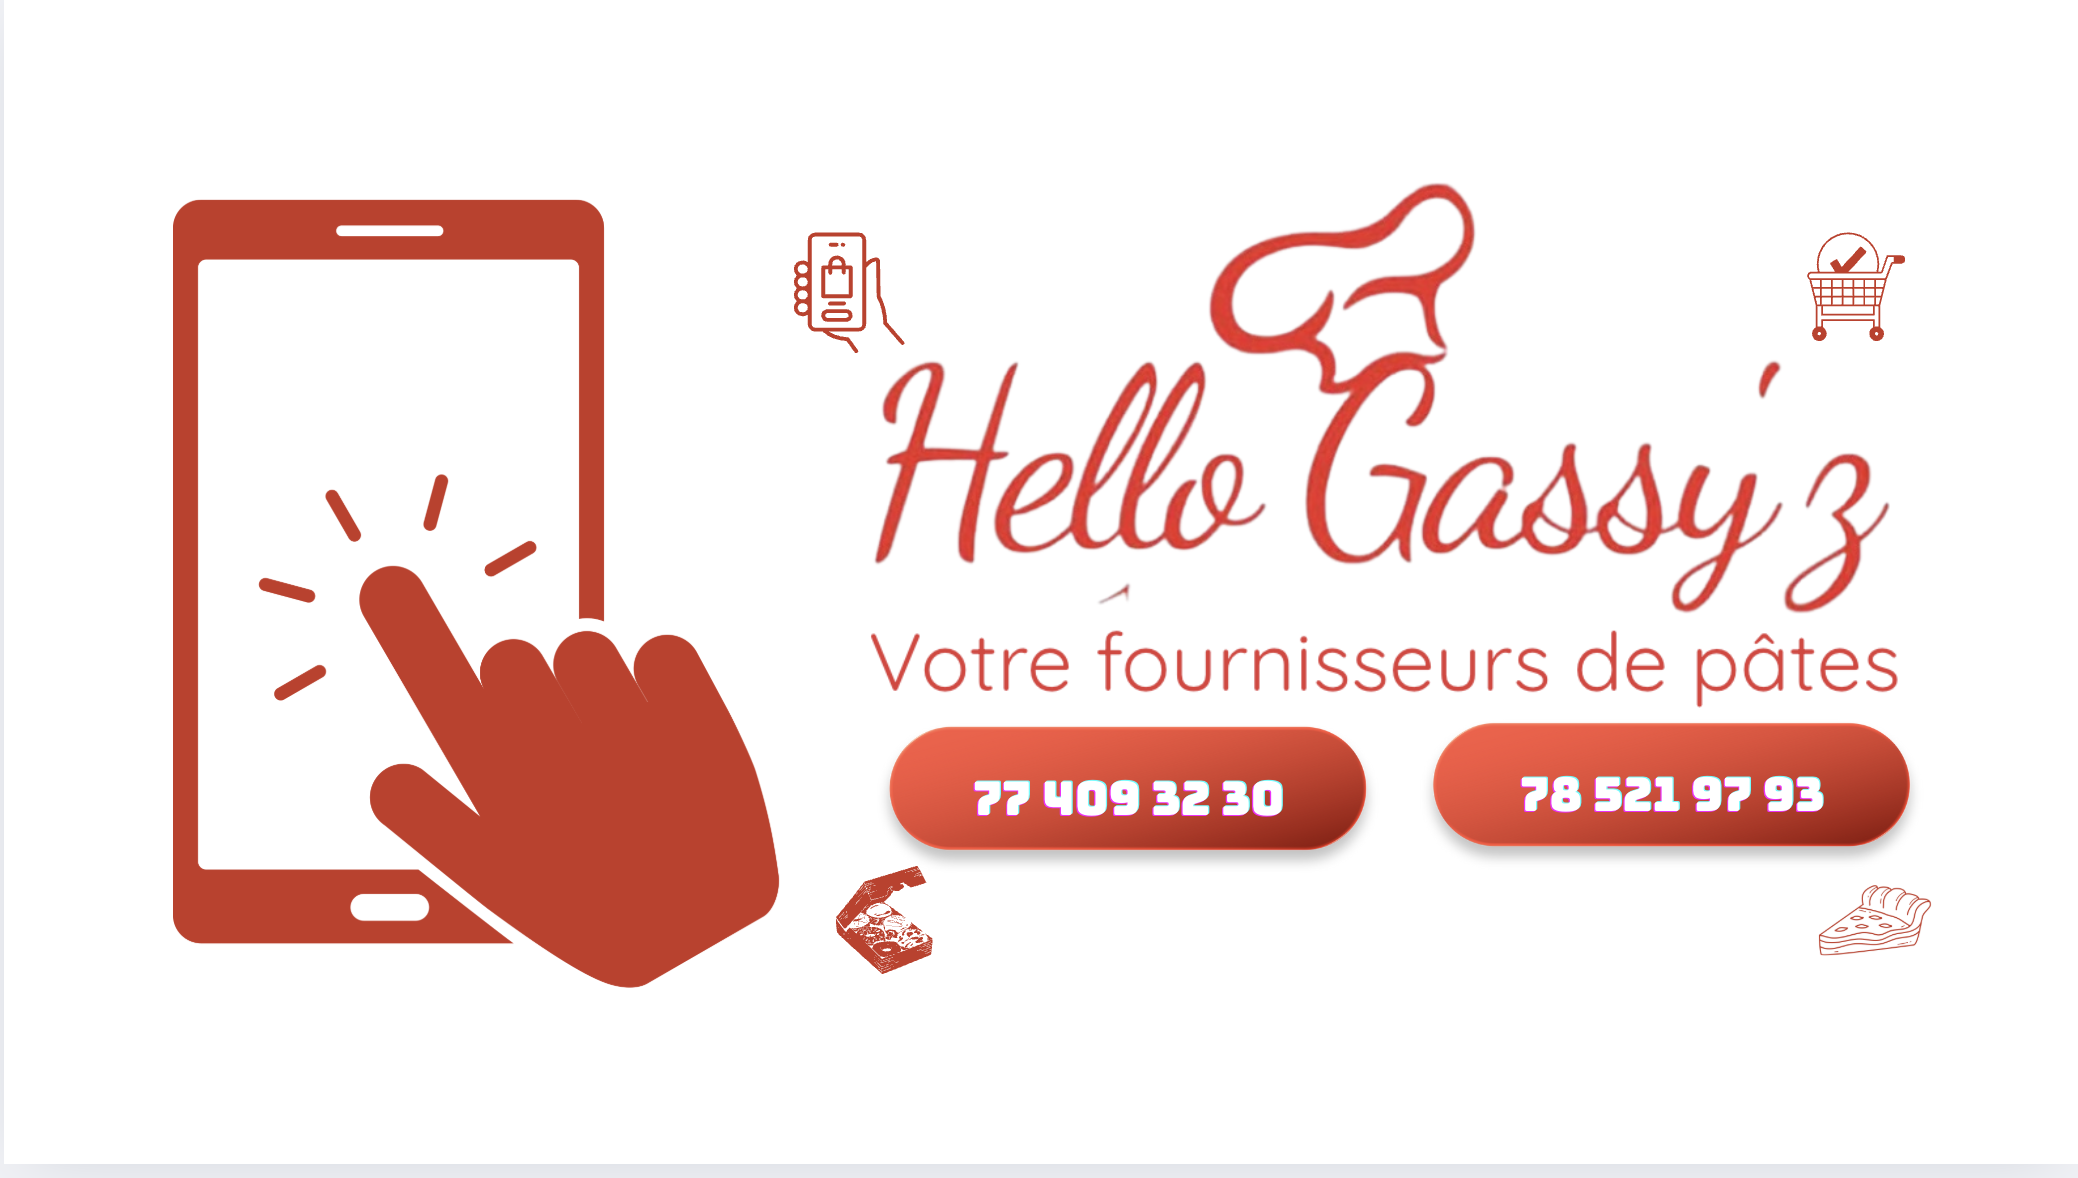 Hello Gassy'z
Votre fournisseurs de pâtes
77 409 32 30
78 521 97 93